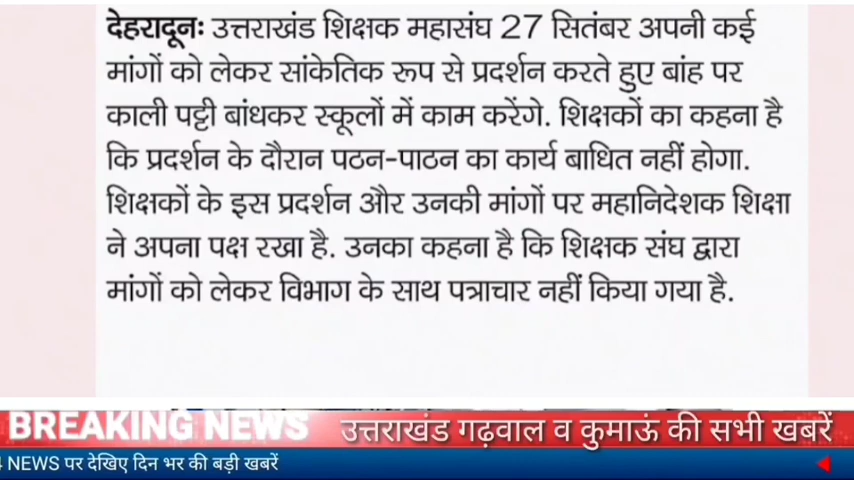 देहरादूनः उत्तराखंड शिक्षक महासंघ 27 सितंबर अपनी कई
मांगों को लेकर सांकेतिक रूप से प्रदर्शन करते हुए बांह पर
काली पट्टी बांधकर स्कूलों में काम करेंगे. शिक्षकों का कहना है
कि प्रदर्शन के दौरान पठन-पाठन का कार्य बाधित नहीं होगा.
शिक्षकों के इस प्रदर्शन और उनकी मांगों पर महानिदेशक शिक्षा
ने अपना पक्ष रखा है. उनका कहना है कि शिक्षक संघ द्वारा
मांगों को लेकर विभाग के साथ पत्राचार नहीं किया गया है.
BREAKING NEWS उत्तराखंड गढ़वाल व कुमाऊं की सभी खबरें
NEWS पर देखिए दिन भर की बड़ी खबरें